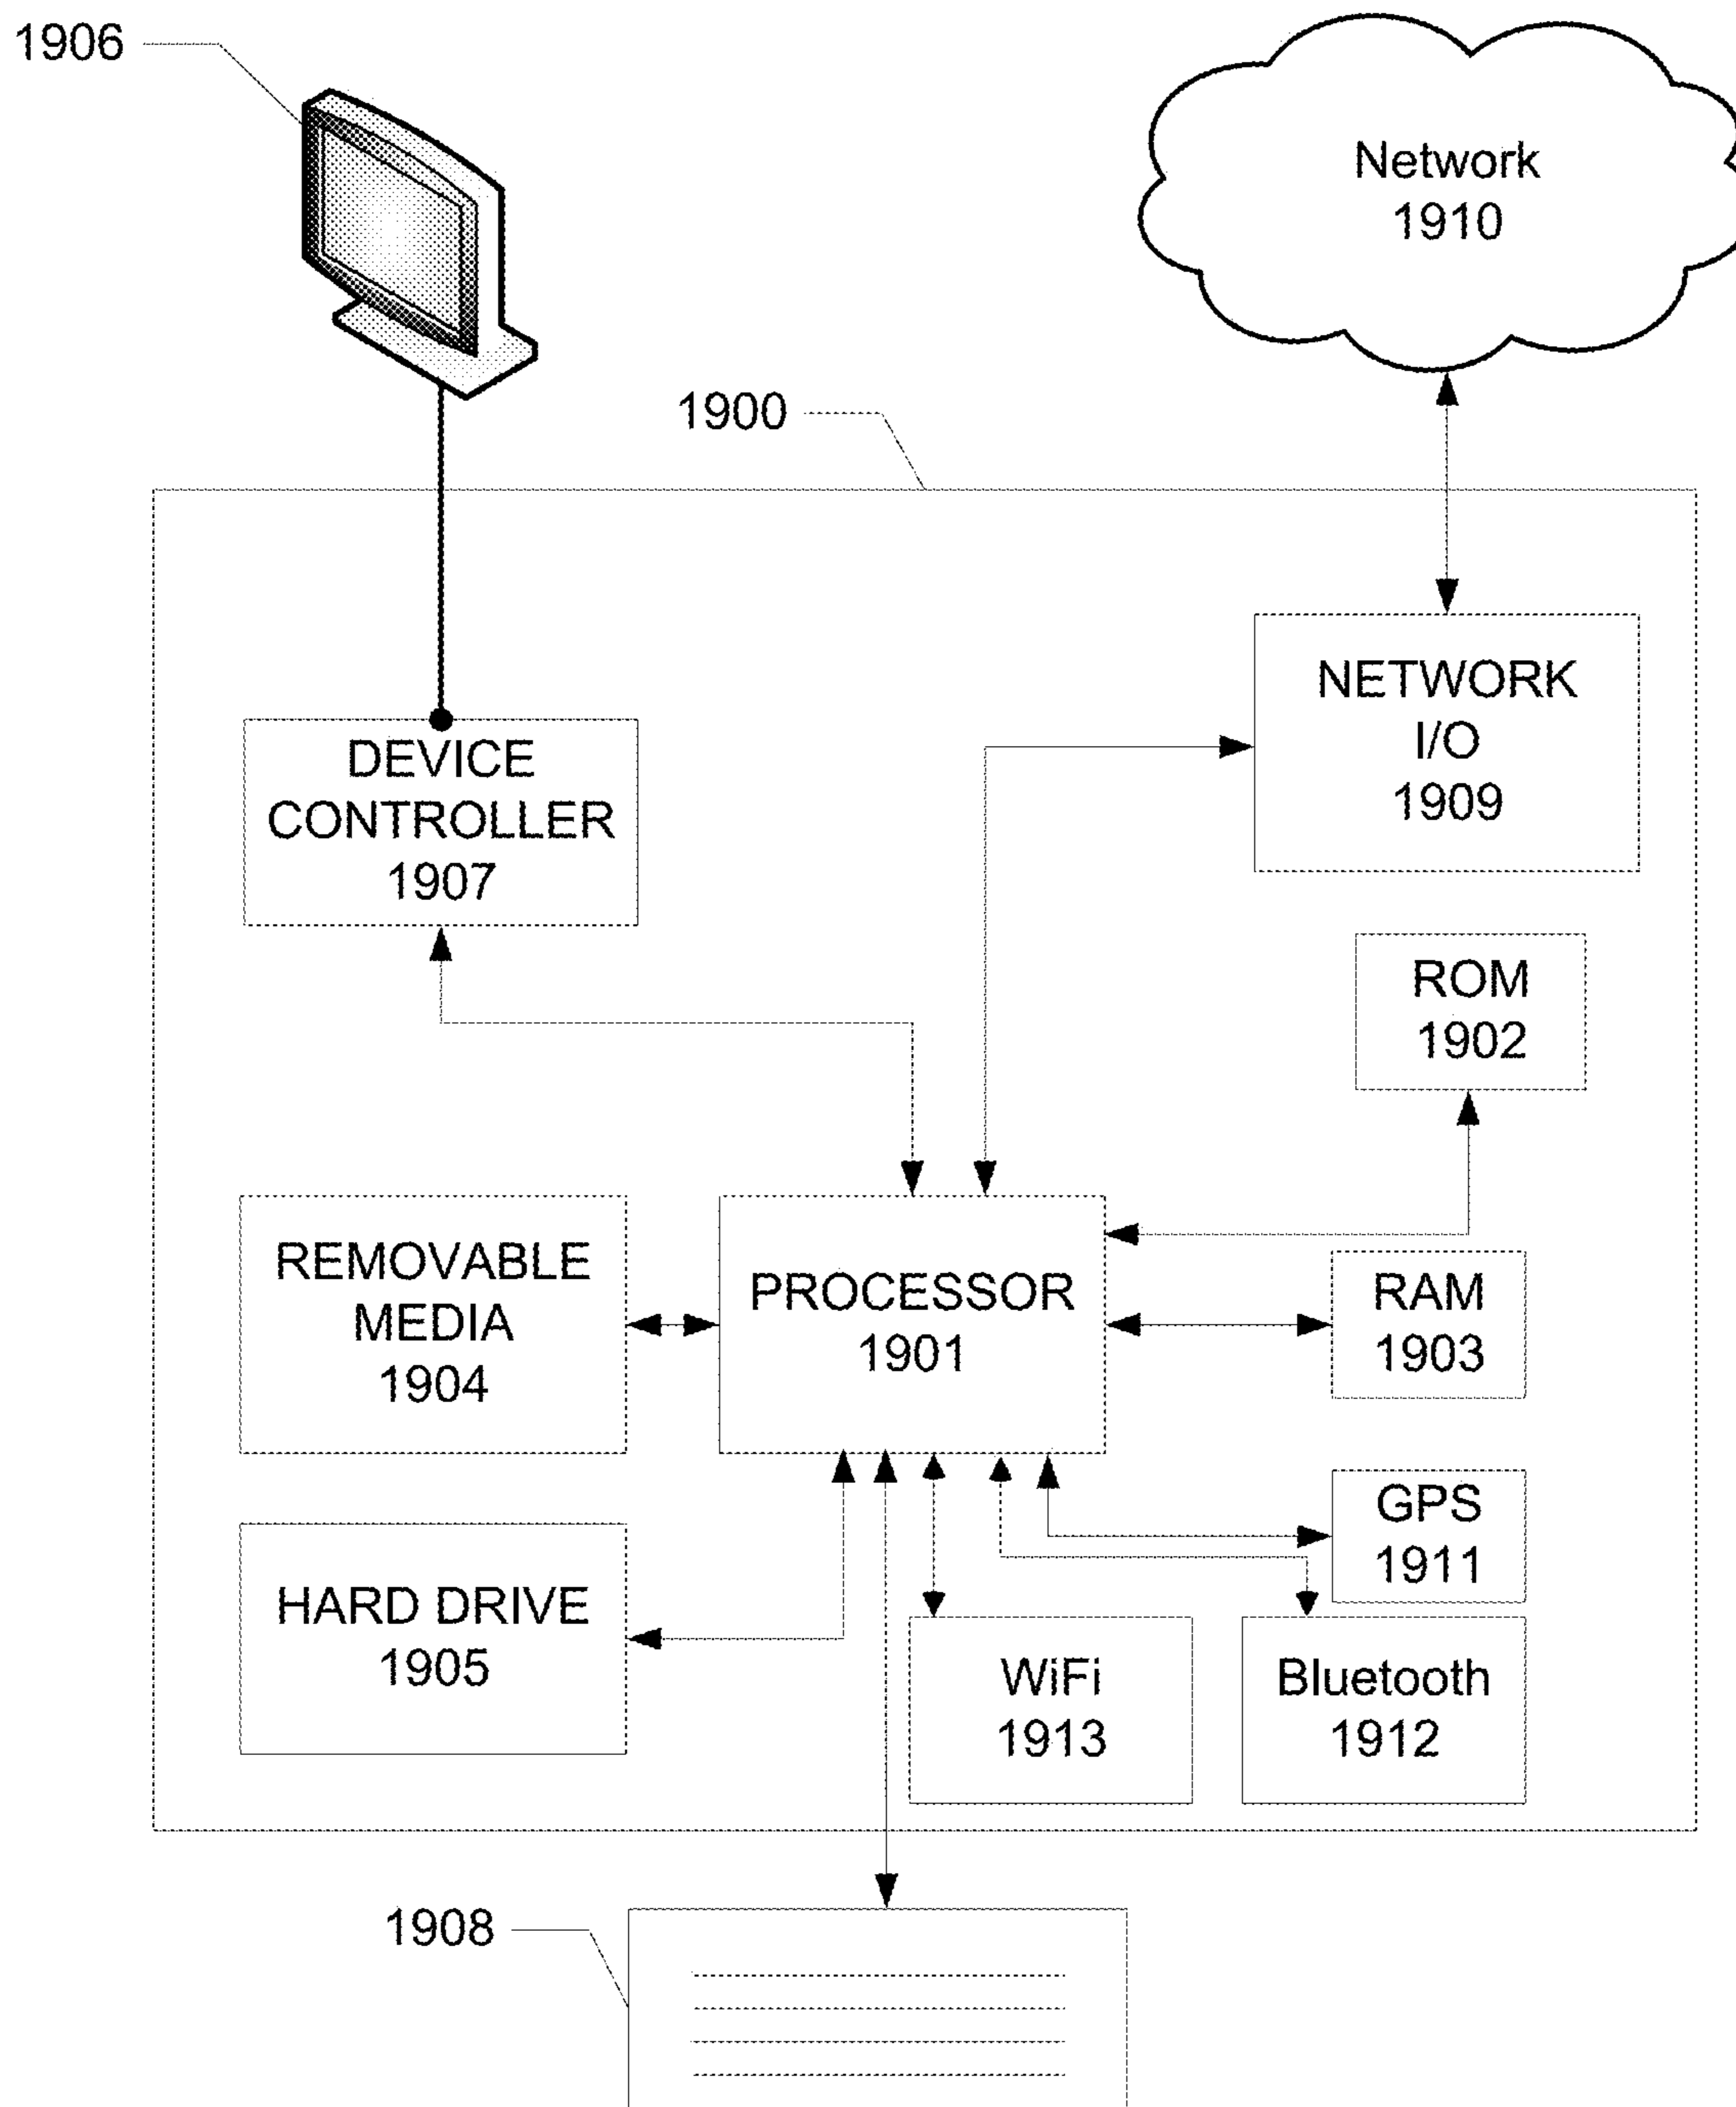 1906
Network
1910
1900
NETWORK
I/O
1909
DEVICE
CONTROLLER
1907
ROM
1902
REMOVABLE
MEDIA
1904
PROCESSOR
1901
RAM
1903
GPS
1911
HARD DRIVE
1905
WiFi
1913
Bluetooth
1912
1908